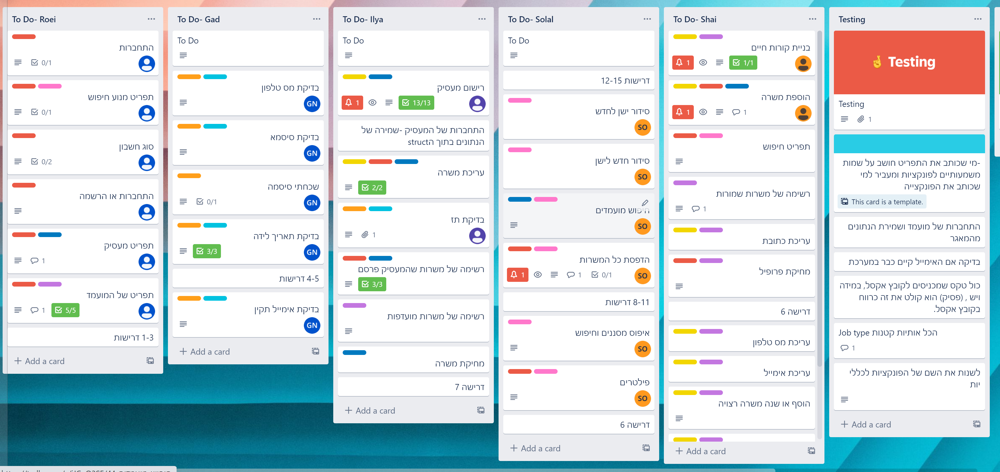 To Do- Roei
התחברות
0/1
תפריט מנוע חיפוש
0/1
סוג חשבון
0/2
התחברות או הרשמה
תפריט מעסיק
1
תפריט של המועמד
1
5/5
1-3 דרישות
+ Add a card
To Do- Gad
To Do
בדיקת מס טלפון
GN
בדיקת סיסמא
GN
שכחתי סיסמה
0/1
GN
בדיקת תאריך לידה
3/3
GN
4-5 דרישות
בדיקת אימייל תקין
GN
+ Add a card
To Do- Ilya
To Do
רישום מעסיק
1
13/13
התחברות של המעסיק -שמירה של
הנתונים בתוך הstruct
עריכת משרה
2/2
בדיקת תז
1
רשימה של משרות שהמעסיק פרסם
3/3
רשימה של משרות מועדפות
מחיקת משרה
דרישה 7
+ Add a card
To Do- Solal
To Do
דרישות 12-15
סידור ישן לחדש
SO
סידור חדש לישן
SO
חיפוש מועמדים
SO
הדפסת כל המשרות
1
1
0/1
SO
8-11 דרישות
איפוס מסננים וחיפוש
SO
פילטרים
SO
דרישה 6
+ Add a card
To Do- Shai
בניית קורות חיים
1
1/1
הוספת משרה
1
1
תפריט חיפוש
רשימה של משרות שמורות
1
עריכת כתובת
מחיקת פרופיל
דרישה 6
עריכת מס טלפון
עריכת אימייל
הוסף או שנה משרה רצויה
+ Add a card
Testing
🤞 Testing
Testing
1
-מי שכותב את התפריט חושב על שמות
משמעותיים לפונקציות ומעביר למי
שכותב את הפונקצייה
This card is a template.
התחברות של מועמד ושמירת הנתונים
מהמאגר
בדיקה אם האימייל קיים כבר במערכת
כול טקס שמכניסים לקובץ אקסל, במידה
ויש , (פסיק) הוא קולט את זה כרווח
בקובץ אקסל.
Job type הכל אותיות קטנות
1
לשנות את השם של הפונקציות לכללי
יות
+ Add a card